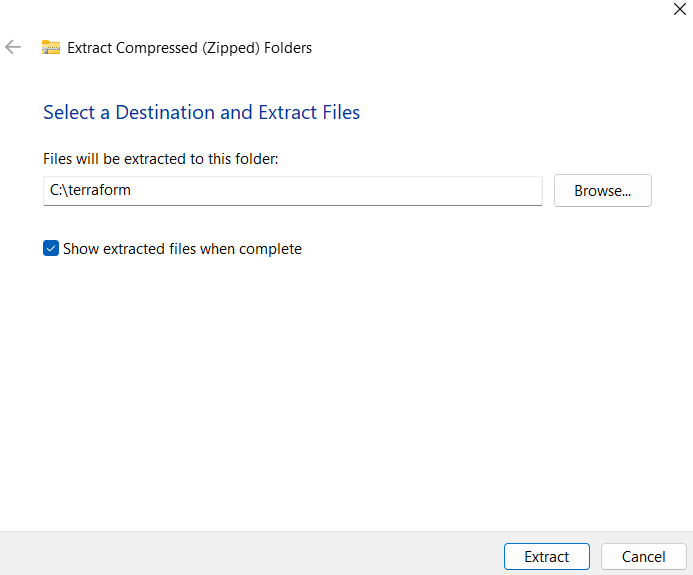 Extract Compressed (Zipped) Folders
Select a Destination and Extract Files
Files will be extracted to this folder:
C:\terraform
Browse...
Show extracted files when complete
Extract
Cancel